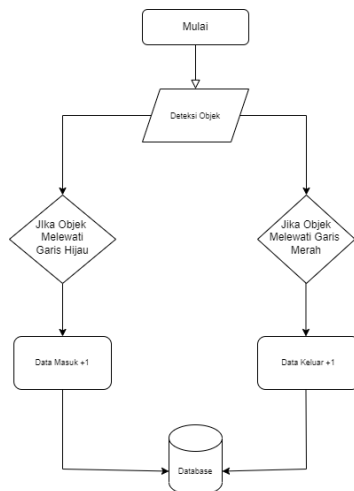 Mulai
Deteksi Objek
JIka Objek
Melewati
Garis Hijau
Jika Objek
Melewati Garis
Merah
Data Masuk +1
Data Keluar +1
Database